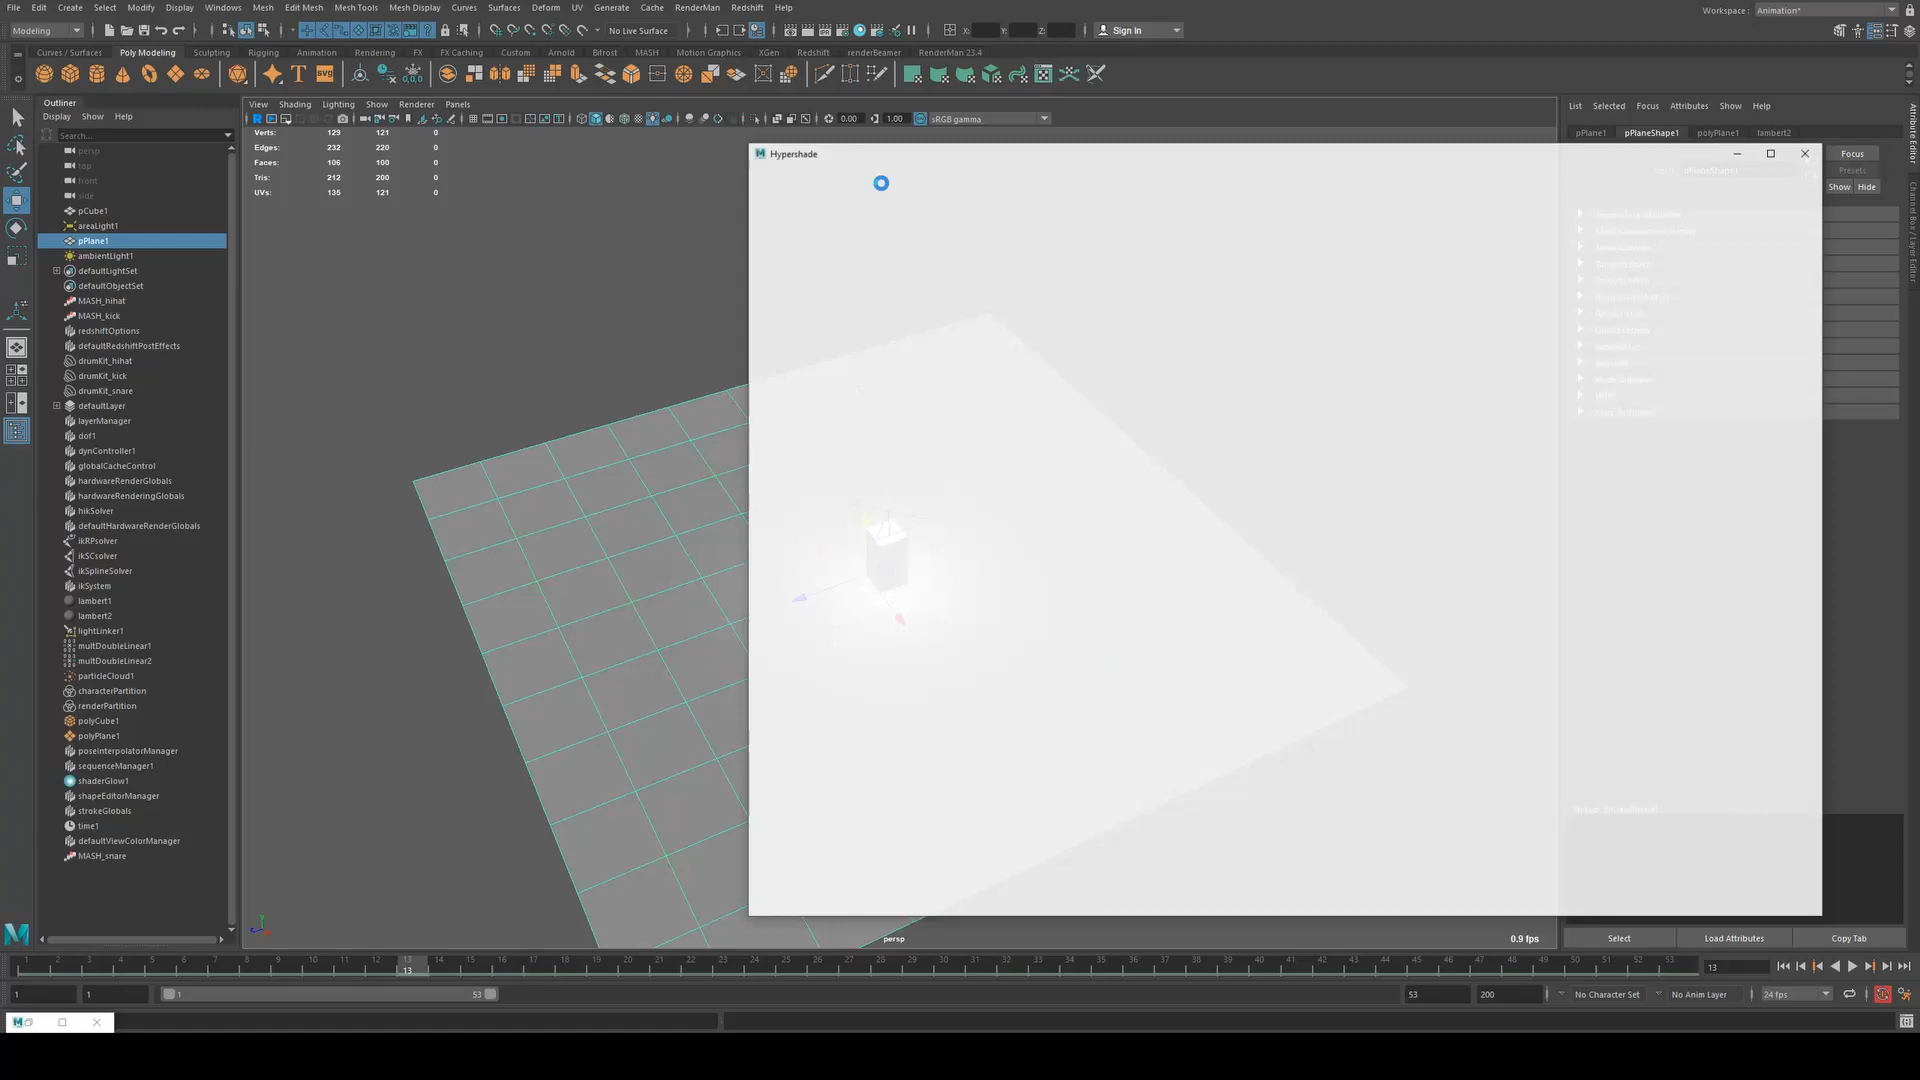 File Edit Create Select Modify Display Windows Mesh Edit Mesh Mesh Tools Mesh Display Curves Surfaces Deform UV Generate Cache RenderMan Redshift Help
Workspace : Animation*
Modeling
No Live Surface
X: Y: Z:
Sign In
Curves / Surfaces Poly Modeling Sculpting Rigging Animation Rendering FX FX Caching Custom Arnold Bifrost MASH Motion Graphics XGen Redshift renderBeamer RenderMan 23.4
Outliner
Display Show Help
Search...
persp
top
front
side
pCube1
areaLight1
pPlane1
ambientLight1
defaultLightSet
defaultObjectSet
MASH_hihat
MASH_kick
redshiftOptions
defaultRedshiftPostEffects
drumKit_hihat
drumKit_kick
drumKit_snare
defaultLayer
layerManager
dof1
dynController1
globalCacheControl
hardwareRenderGlobals
hardwareRenderingGlobals
hikSolver
defaultHardwareRenderGlobals
ikRPsolver
ikSCsolver
ikSplineSolver
ikSystem
lambert1
lambert2
lightLinker1
multDoubleLinear1
multDoubleLinear2
particleCloud1
characterPartition
renderPartition
polyCube1
polyPlane1
poseInterpolatorManager
sequenceManager1
shaderGlow1
shapeEditorManager
strokeGlobals
time1
defaultViewColorManager
MASH_snare
View Shading Lighting Show Renderer Panels
0.00 1.00 sRGB gamma
Verts: 129 121 0
Edges: 232 220 0
Faces: 106 100 0
Tris: 212 200 0
UVs: 135 121 0
Hypershade
persp
0.9 fps
List Selected Focus Attributes Show Help
pPlane1 pPlaneShape1 polyPlane1 lambert2
Focus
Presets
Show Hide
pPlaneShape1
Select Load Attributes Copy Tab
Attribute Editor
Channel Box / Layer Editor
1 2 3 4 5 6 7 8 9 10 11 12 13 14 15 16 17 18 19 20 21 22 23 24 25 26 27 28 29 30 31 32 33 34 35 36 37 38 39 40 41 42 43 44 45 46 47 48 49 50 51 52 53
13
13
1 1 1 53 53 200 No Character Set No Anim Layer 24 fps